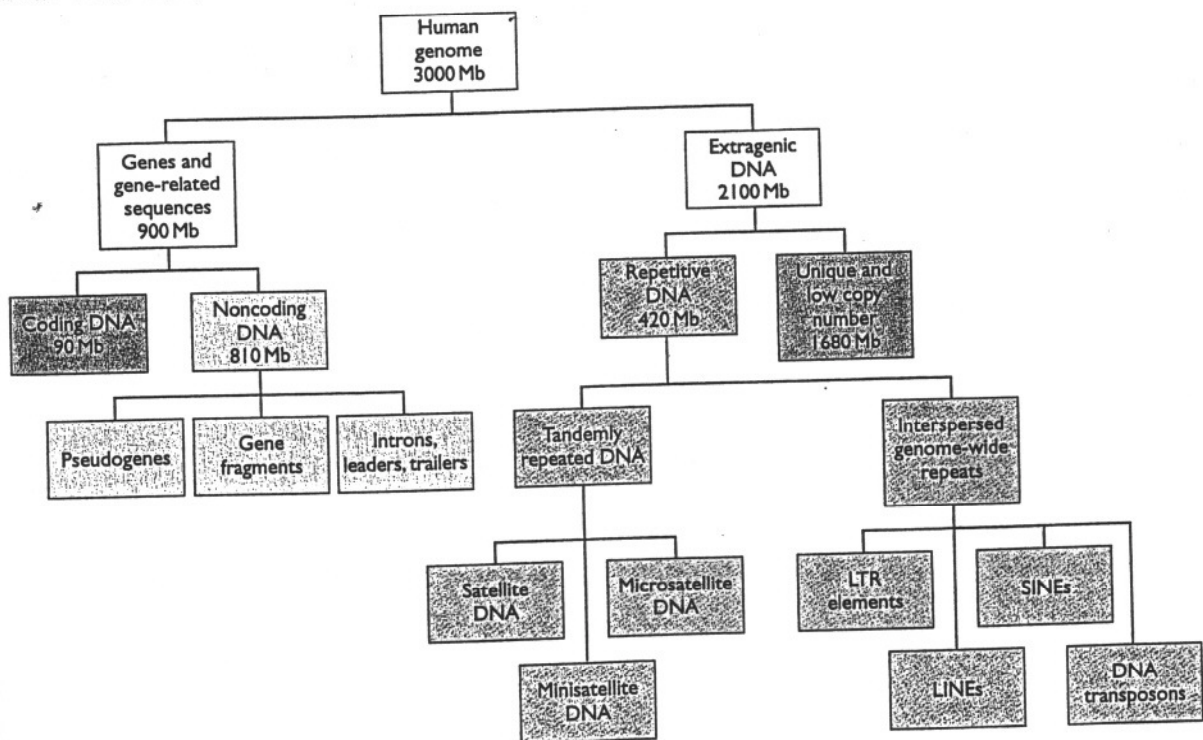 Human
genome
3000 Mb
Genes and
gene-related
sequences
900 Mb
Extragenic
DNA
2100 Mb
Coding DNA
90 Mb
Noncoding
DNA
810 Mb
Repetitive
DNA
420 Mb
Unique and
low copy
number
1680 Mb
Pseudogenes
Gene
fragments
Introns,
leaders, trailers
Tandemly
repeated DNA
Interspersed
genome-wide
repeats
Satellite
DNA
Microsatellite
DNA
Minisatellite
DNA
LTR
elements
SINEs
LINEs
DNA
transposons